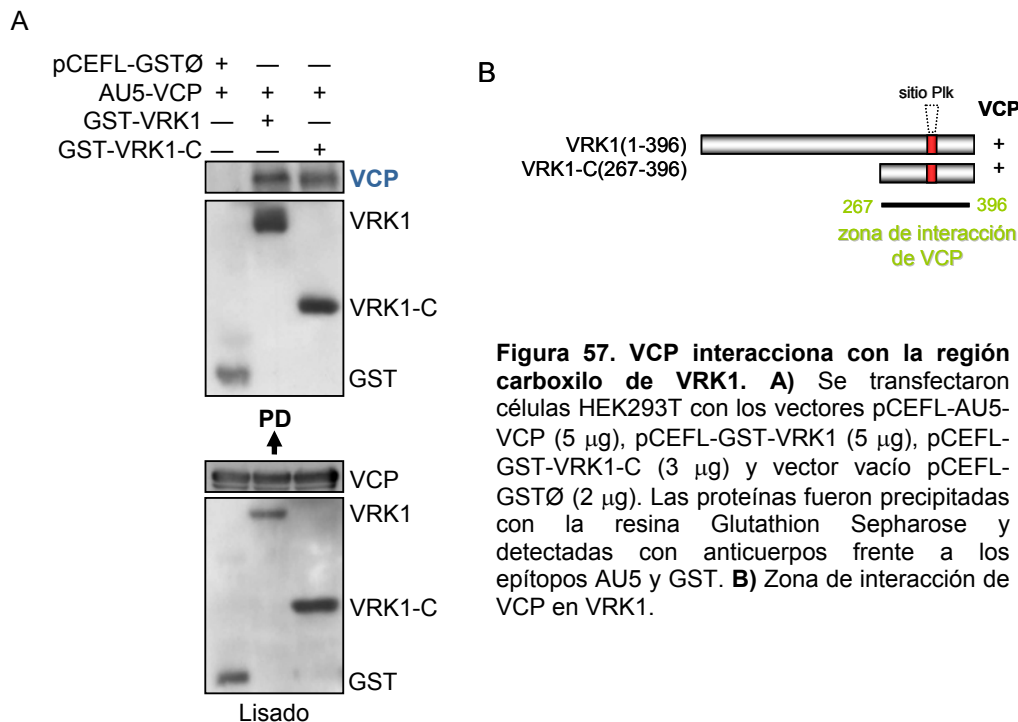 A
pCEFL-GSTØ + — —
AU5-VCP + + +
GST-VRK1 — + —
GST-VRK1-C — — +
VCP
VRK1
VRK1-C
GST
PD
VCP
VRK1
VRK1-C
GST
Lisado
B
sitio Plk
VCP
VRK1(1-396) +
VRK1-C(267-396) +
267 396
zona de interacción
de VCP
Figura 57. VCP interacciona con la región
carboxilo de VRK1. A) Se transfectaron
células HEK293T con los vectores pCEFL-AU5-
VCP (5 μg), pCEFL-GST-VRK1 (5 μg), pCEFL-
GST-VRK1-C (3 μg) y vector vacío pCEFL-
GSTØ (2 μg). Las proteínas fueron precipitadas
con la resina Glutathion Sepharose y
detectadas con anticuerpos frente a los
epítopos AU5 y GST. B) Zona de interacción de
VCP en VRK1.